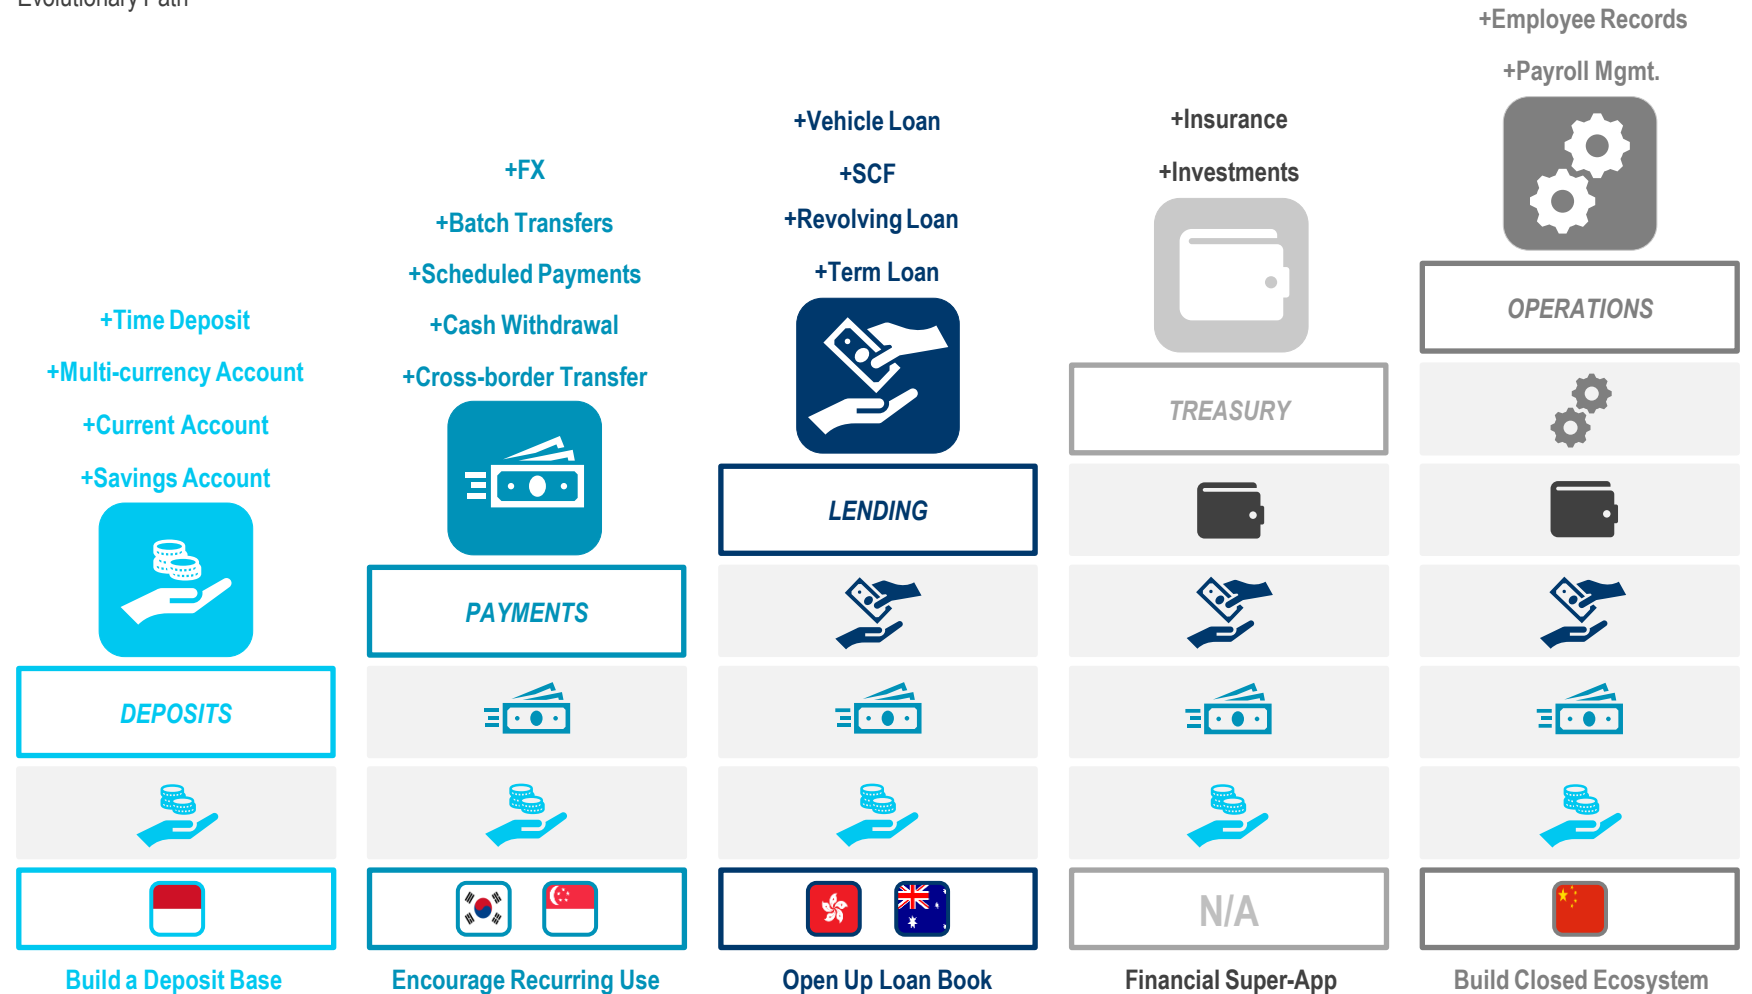 Evolutionary Path
+Time Deposit
+Multi-currency Account
+Current Account
+Savings Account
DEPOSITS
Build a Deposit Base
+FX
+Batch Transfers
+Scheduled Payments
+Cash Withdrawal
+Cross-border Transfer
PAYMENTS
Encourage Recurring Use
+Vehicle Loan
+SCF
+Revolving Loan
+Term Loan
LENDING
Open Up Loan Book
+Insurance
+Investments
TREASURY
N/A
Financial Super-App
+Employee Records
+Payroll Mgmt.
OPERATIONS
Build Closed Ecosystem